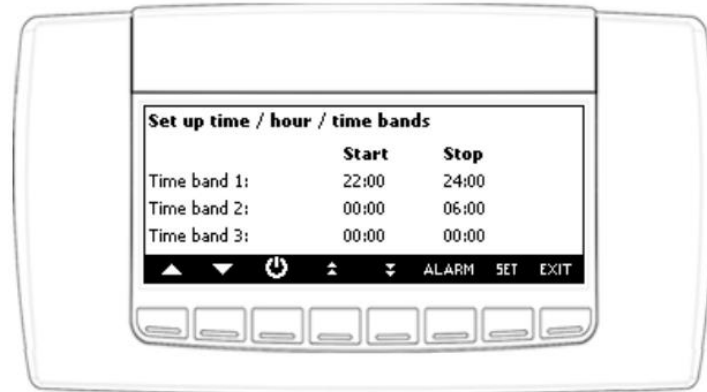 Set up time / hour / time bands
Start Stop
Time band 1: 22:00 24:00
Time band 2: 00:00 06:00
Time band 3: 00:00 00:00
ALARM SET EXIT